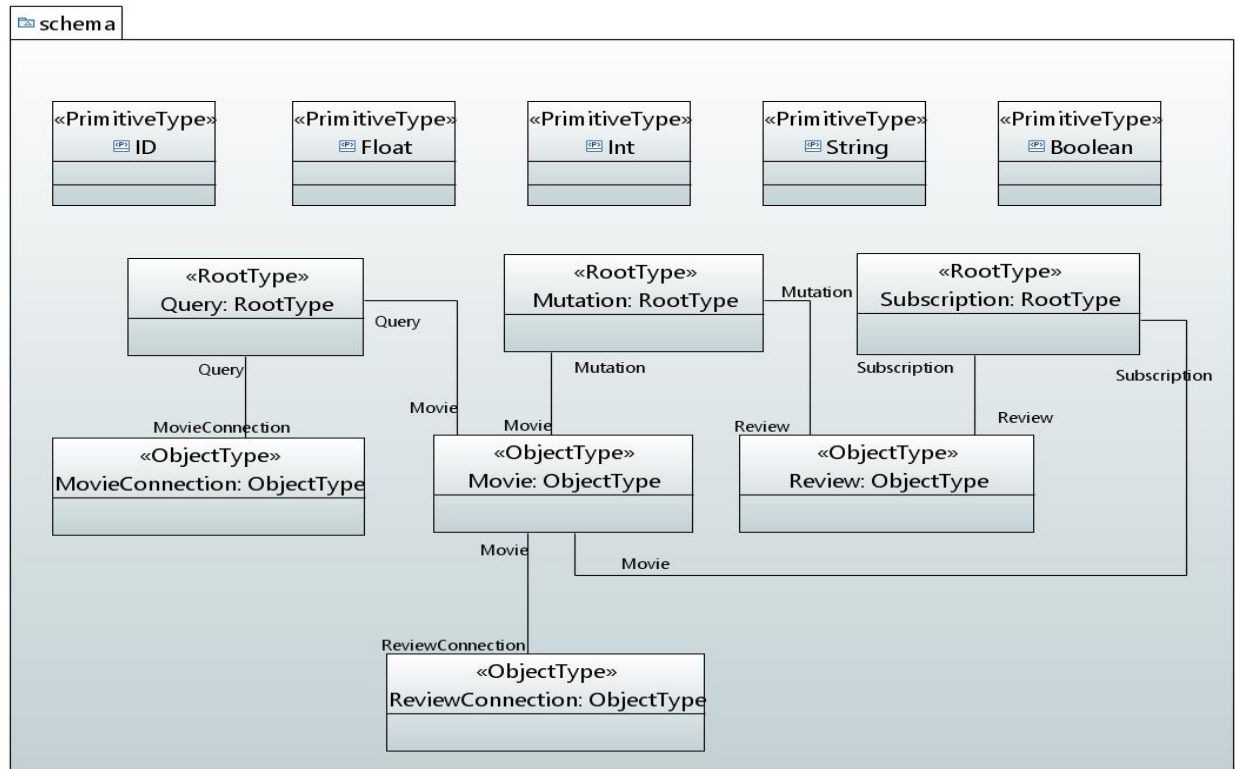 schema
«PrimitiveType»
ID
«PrimitiveType»
Float
«PrimitiveType»
Int
«PrimitiveType»
String
«PrimitiveType»
Boolean
«RootType»
Query: RootType
«RootType»
Mutation: RootType
«RootType»
Subscription: RootType
Query
Mutation
Query
Mutation
Subscription
Subscription
MovieConnection
Movie
Movie
Review
Review
«ObjectType»
MovieConnection: ObjectType
«ObjectType»
Movie: ObjectType
«ObjectType»
Review: ObjectType
Movie
Movie
ReviewConnection
«ObjectType»
ReviewConnection: ObjectType